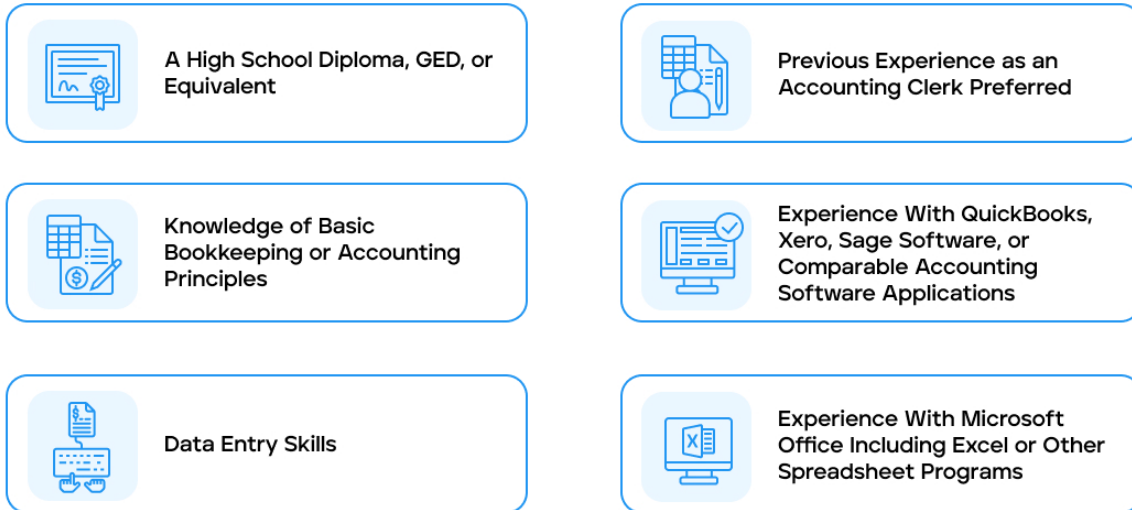 A High School Diploma, GED, or
Equivalent
Previous Experience as an
Accounting Clerk Preferred
Knowledge of Basic
Bookkeeping or Accounting
Principles
Experience With QuickBooks,
Xero, Sage Software, or
Comparable Accounting
Software Applications
Data Entry Skills
Experience With Microsoft
Office Including Excel or Other
Spreadsheet Programs